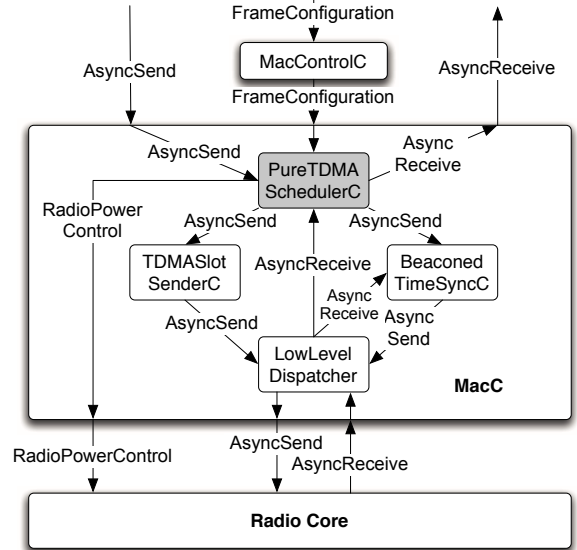 FrameConfiguration
AsyncSend
MacControlC
AsyncReceive
FrameConfiguration
AsyncSend
PureTDMA
SchedulerC
Async
Receive
RadioPower
Control
AsyncSend
AsyncSend
TDMASlot
SenderC
AsyncReceive
Beaconed
TimeSyncC
Async
Receive
AsyncSend
Async
Send
LowLevel
Dispatcher
MacC
AsyncSend
RadioPowerControl
AsyncReceive
Radio Core